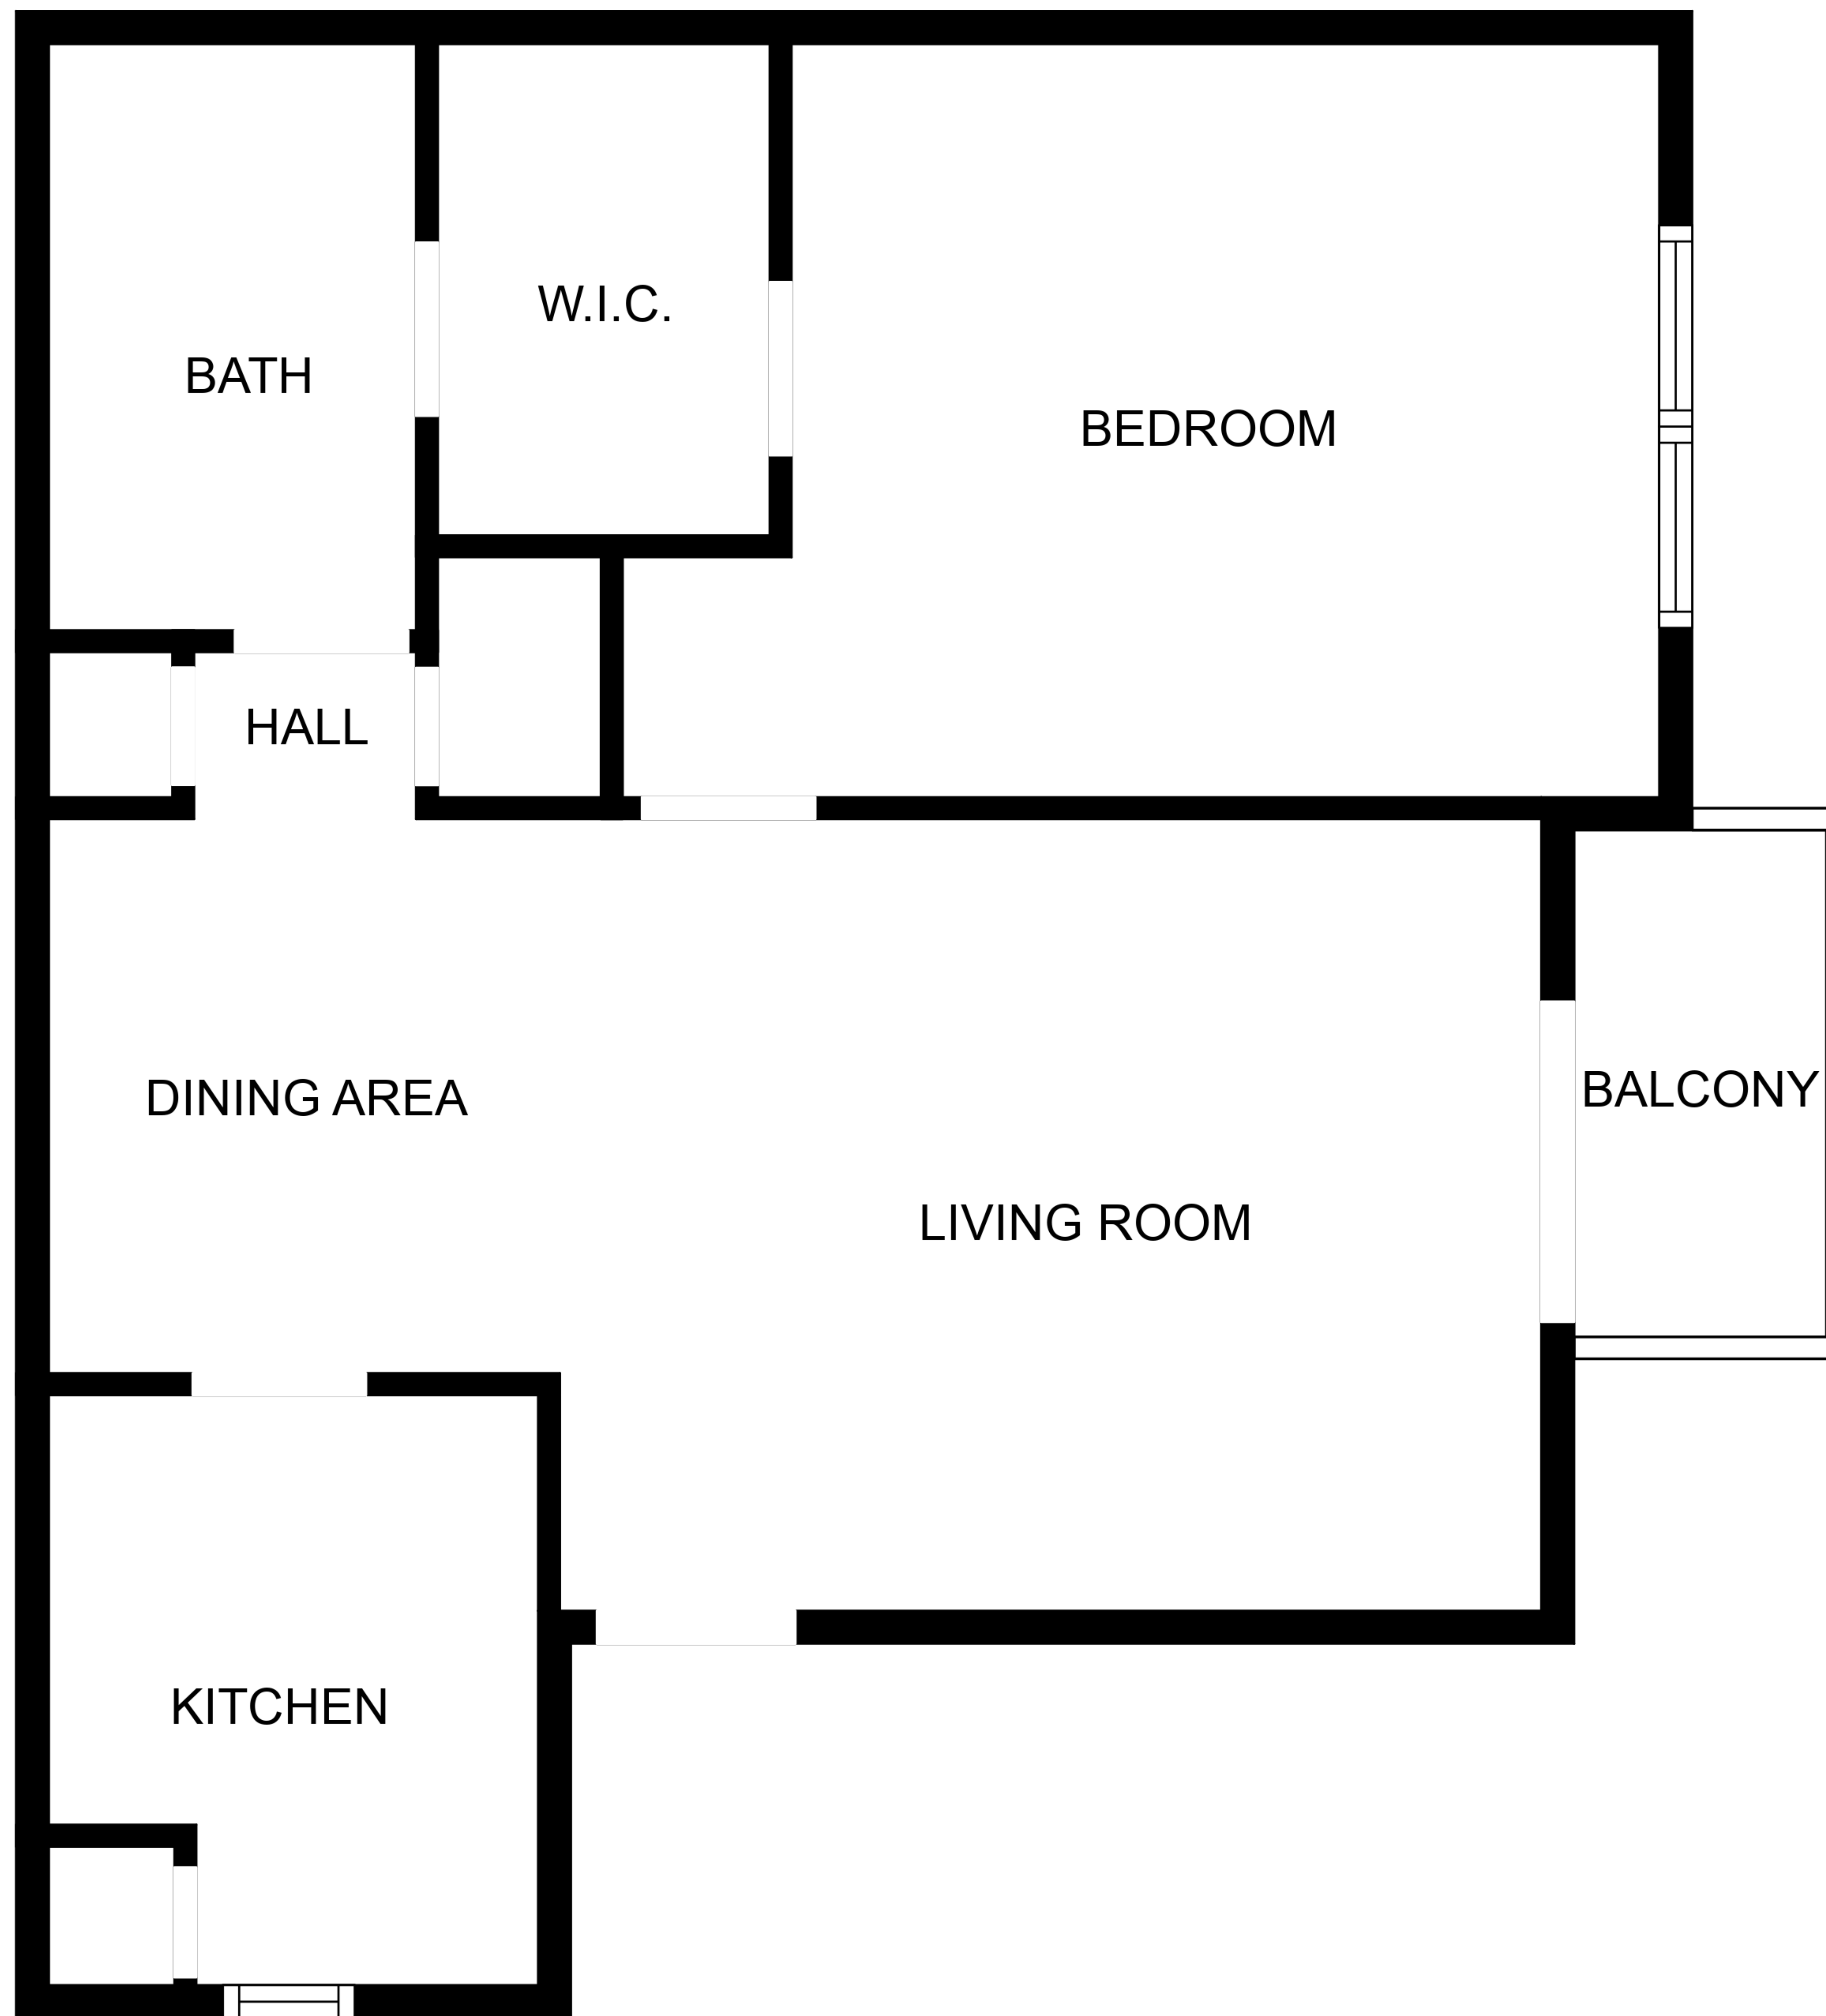 W.I.C.
BATH
BEDROOM
HALL
DINING AREA
BALCONY
LIVING ROOM
KITCHEN